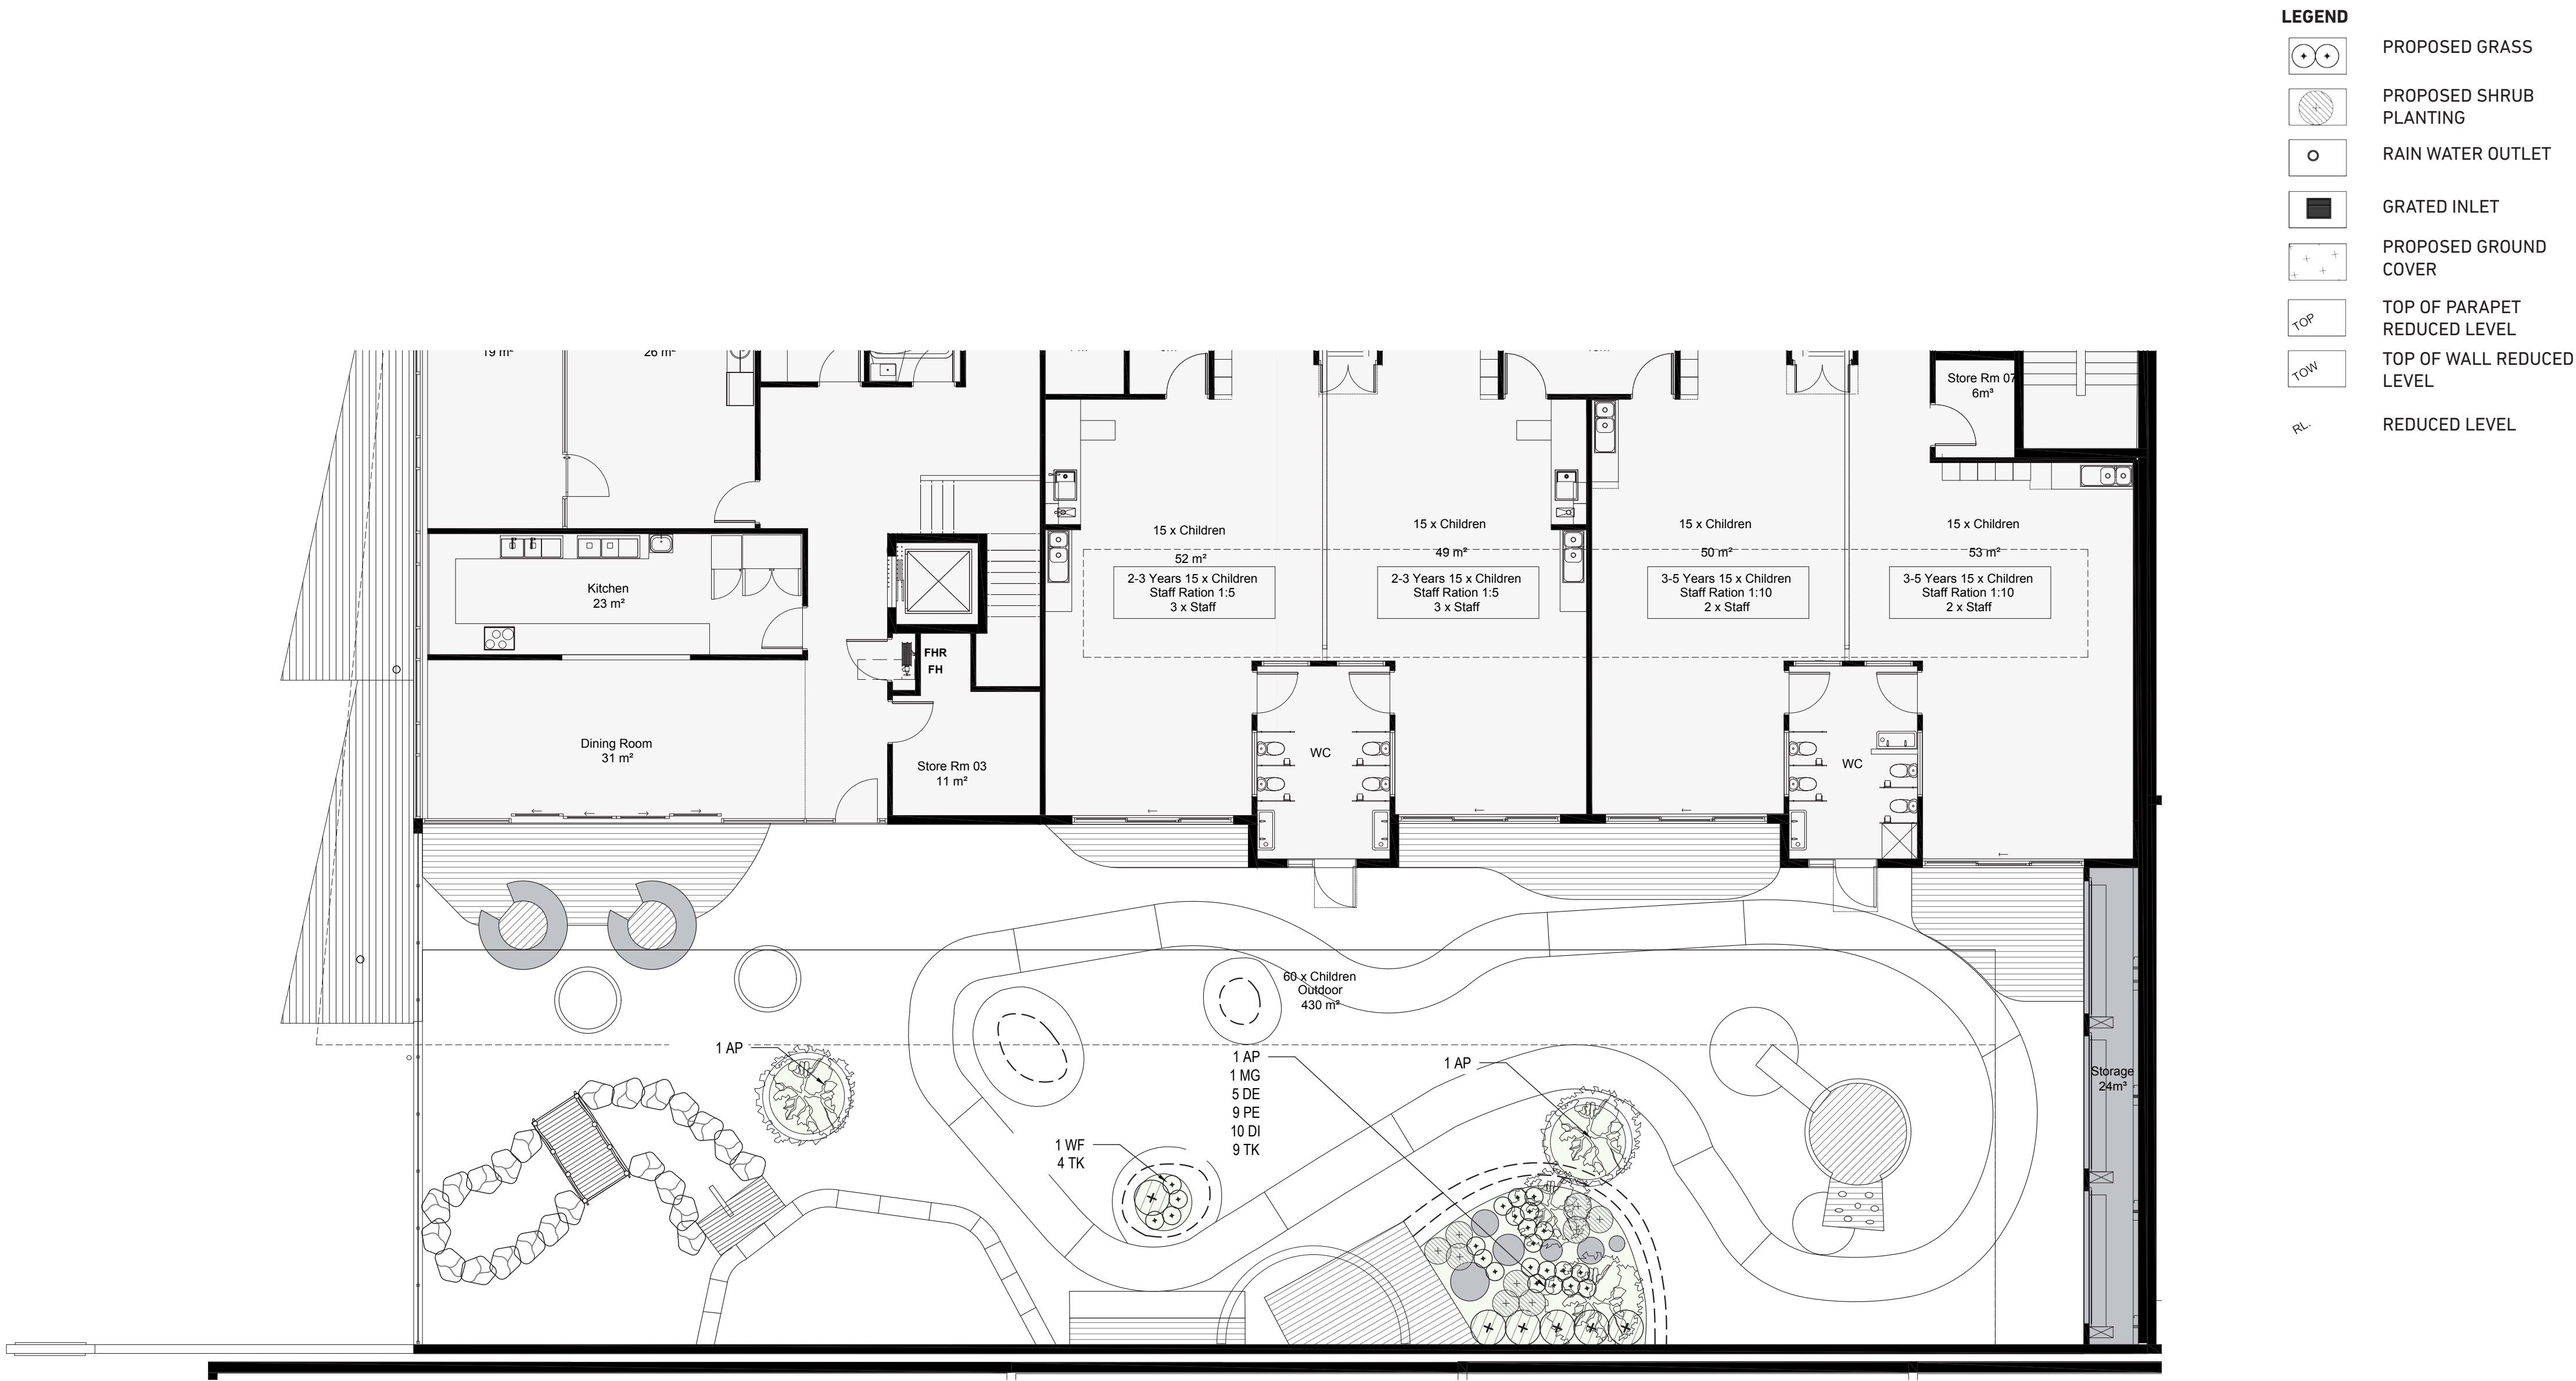 LEGEND
PROPOSED GRASS
PROPOSED SHRUB
PLANTING
RAIN WATER OUTLET
GRATED INLET
PROPOSED GROUND
COVER
TOP
TOP OF PARAPET
REDUCED LEVEL
TOW
TOP OF WALL REDUCED
LEVEL
RL.
REDUCED LEVEL
19 m²
26 m²
Store Rm 07
6m³
15 x Children
52 m²
2-3 Years 15 x Children
Staff Ration 1:5
3 x Staff
15 x Children
49 m²
2-3 Years 15 x Children
Staff Ration 1:5
3 x Staff
15 x Children
50 m²
3-5 Years 15 x Children
Staff Ration 1:10
2 x Staff
15 x Children
53 m²
3-5 Years 15 x Children
Staff Ration 1:10
2 x Staff
Kitchen
23 m²
FHR
FH
Dining Room
31 m²
Store Rm 03
11 m²
WC
WC
60 x Children
Outdoor
430 m²
1 AP
1 AP
1 MG
5 DE
9 PE
10 DI
9 TK
1 AP
1 WF
4 TK
Storage
24m³